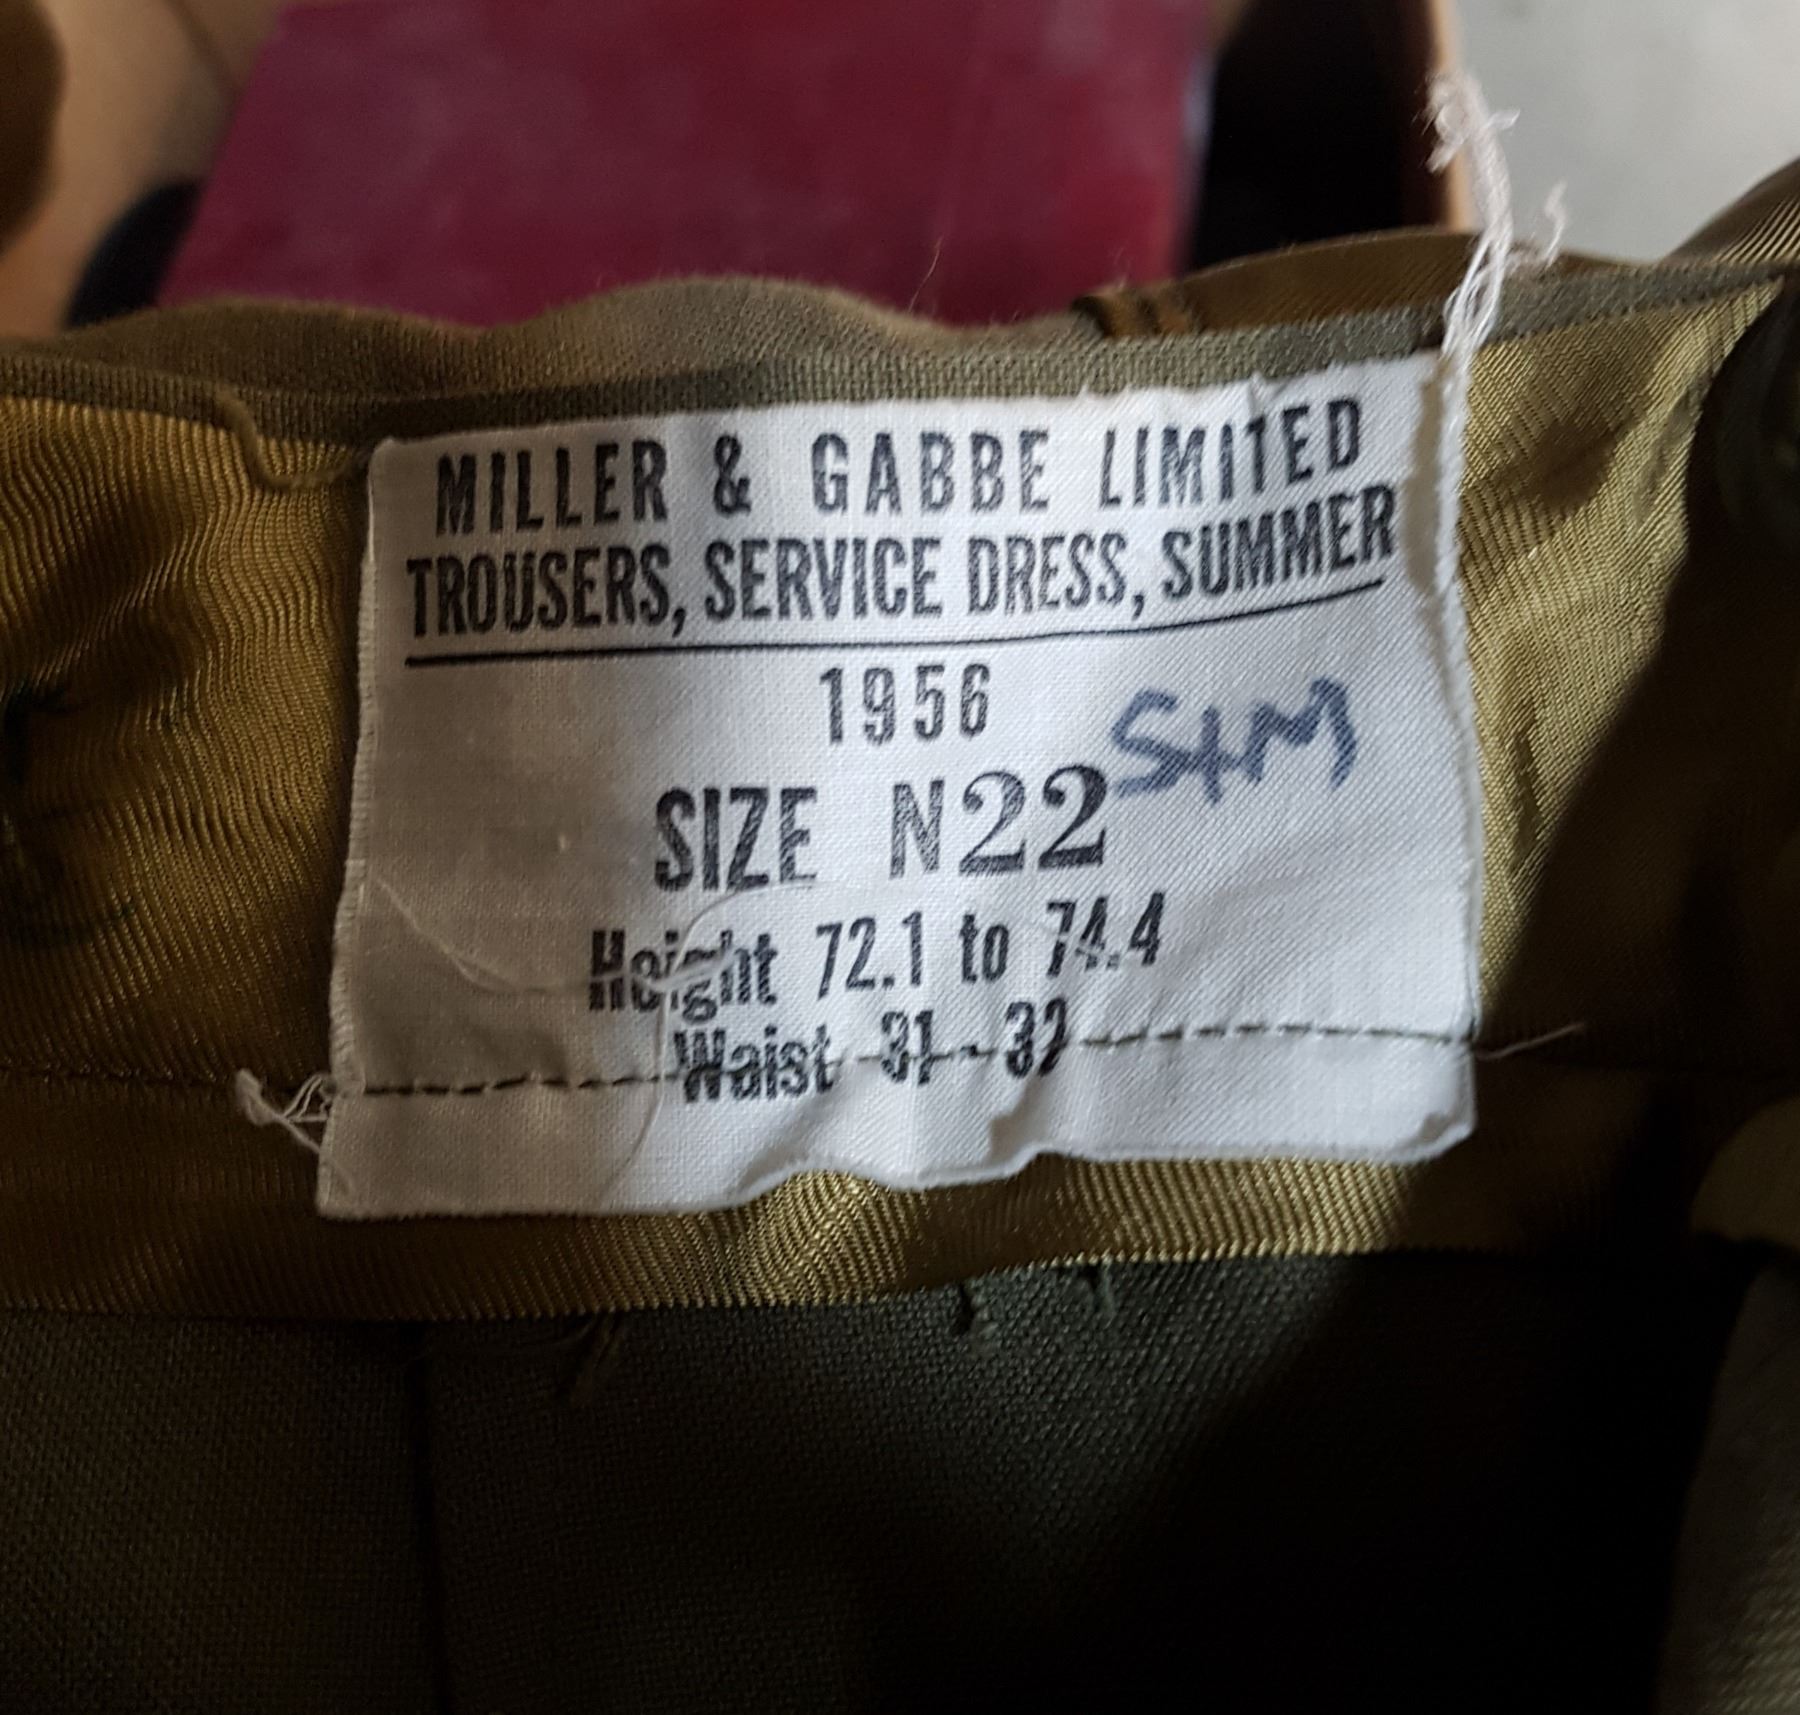 MILLER & GABBE LIMITED
TROUSERS, SERVICE DRESS, SUMMER
1956
SIZE N22
Height 72.1 to 74.4
Waist 31 - 32